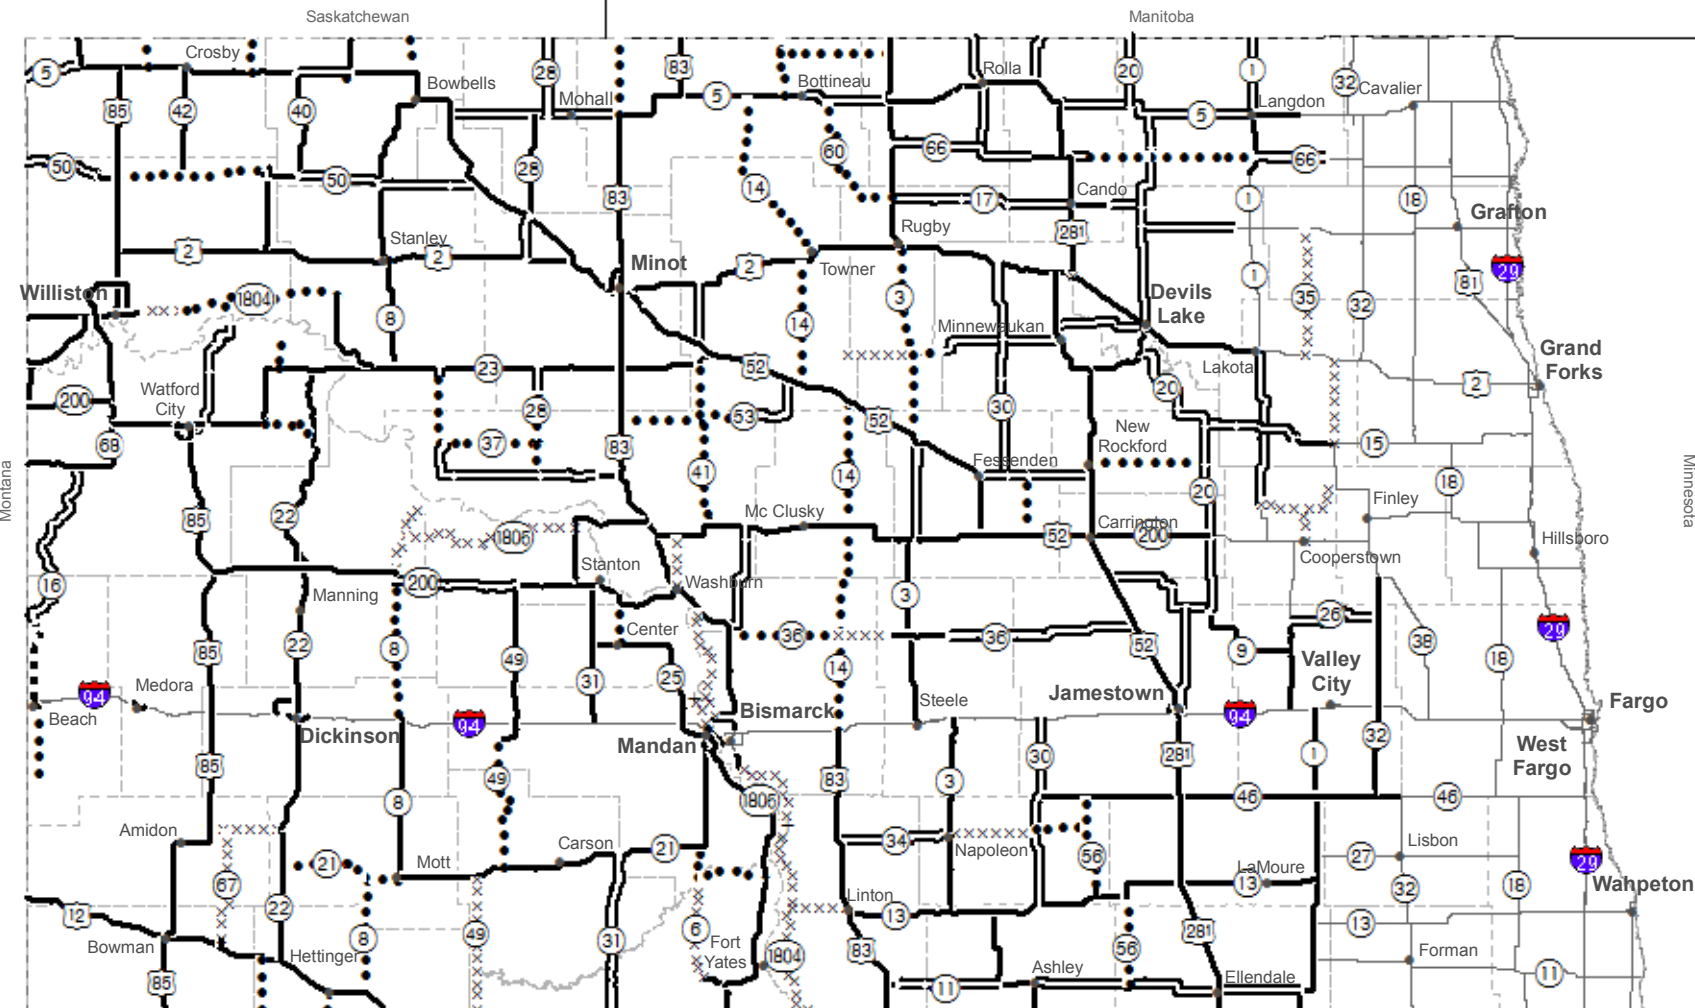 Saskatchewan
Manitoba
Crosby
5
85
42
40
Bowbells
28
Mohall
83
5
Bottineau
Rolla
20
1
32
Cavalier
Langdon
5
50
50
28
83
14
60
66
66
17
Cando
1
18
Grafton
29
Rugby
281
2
Stanley
2
Minot
2
Towner
1
35
32
81
Williston
1804
8
14
3
Devils
Lake
Minnewaukan
Lakota
Grand
Forks
23
52
20
2
200
Watford
City
28
53
52
30
New
Rockford
15
68
37
83
41
14
Fessenden
20
18
Montana
Minnesota
85
22
1806
Mc Clusky
52
Carrington
200
Finley
Cooperstown
Hillsboro
16
200
Stanton
Washburn
3
Manning
Center
36
36
52
26
29
85
22
8
49
31
25
14
9
38
18
Valley
City
94
Medora
Beach
94
Dickinson
Bismarck
Mandan
Steele
Jamestown
94
Fargo
West
Fargo
85
49
83
3
30
281
1
32
8
1806
46
46
Amidon
21
Mott
Carson
21
34
Napoleon
56
27
Lisbon
29
67
LaMoure
13
32
18
Wahpeton
12
22
Linton
13
13
Bowman
8
49
31
6
Fort
Yates
1804
83
56
281
Forman
Hettinger
85
11
Ashley
Ellendale
11